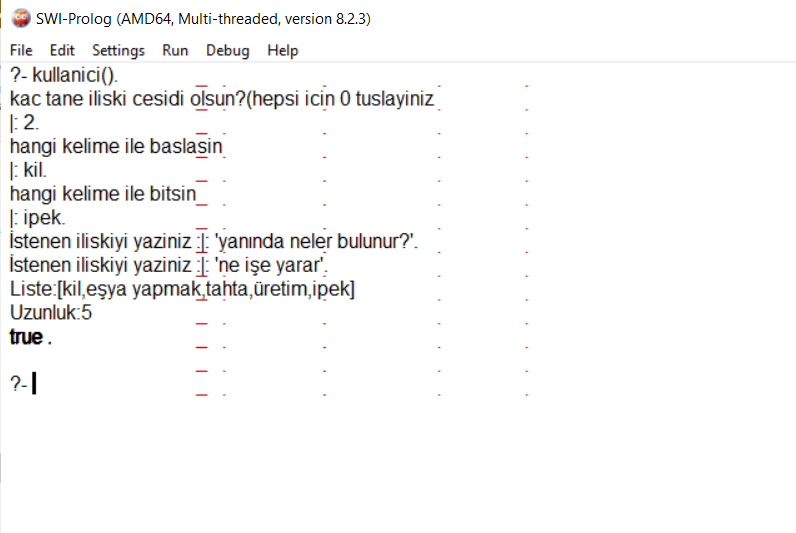 SWI-Prolog (AMD64, Multi-threaded, version 8.2.3)
File Edit Settings Run Debug Help
?- kullanici().
kac tane iliski cesidi olsun?(hepsi icin 0 tuslayiniz
|: 2.
hangi kelime ile baslasin
|: kil.
hangi kelime ile bitsin
|: ipek.
İstenen iliskiyi yaziniz :|: 'yanında neler bulunur?'.
İstenen iliskiyi yaziniz :|: 'ne işe yarar'.
Liste:[kil,eşya yapmak,tahta,üretim,ipek]
Uzunluk:5
true .
?-